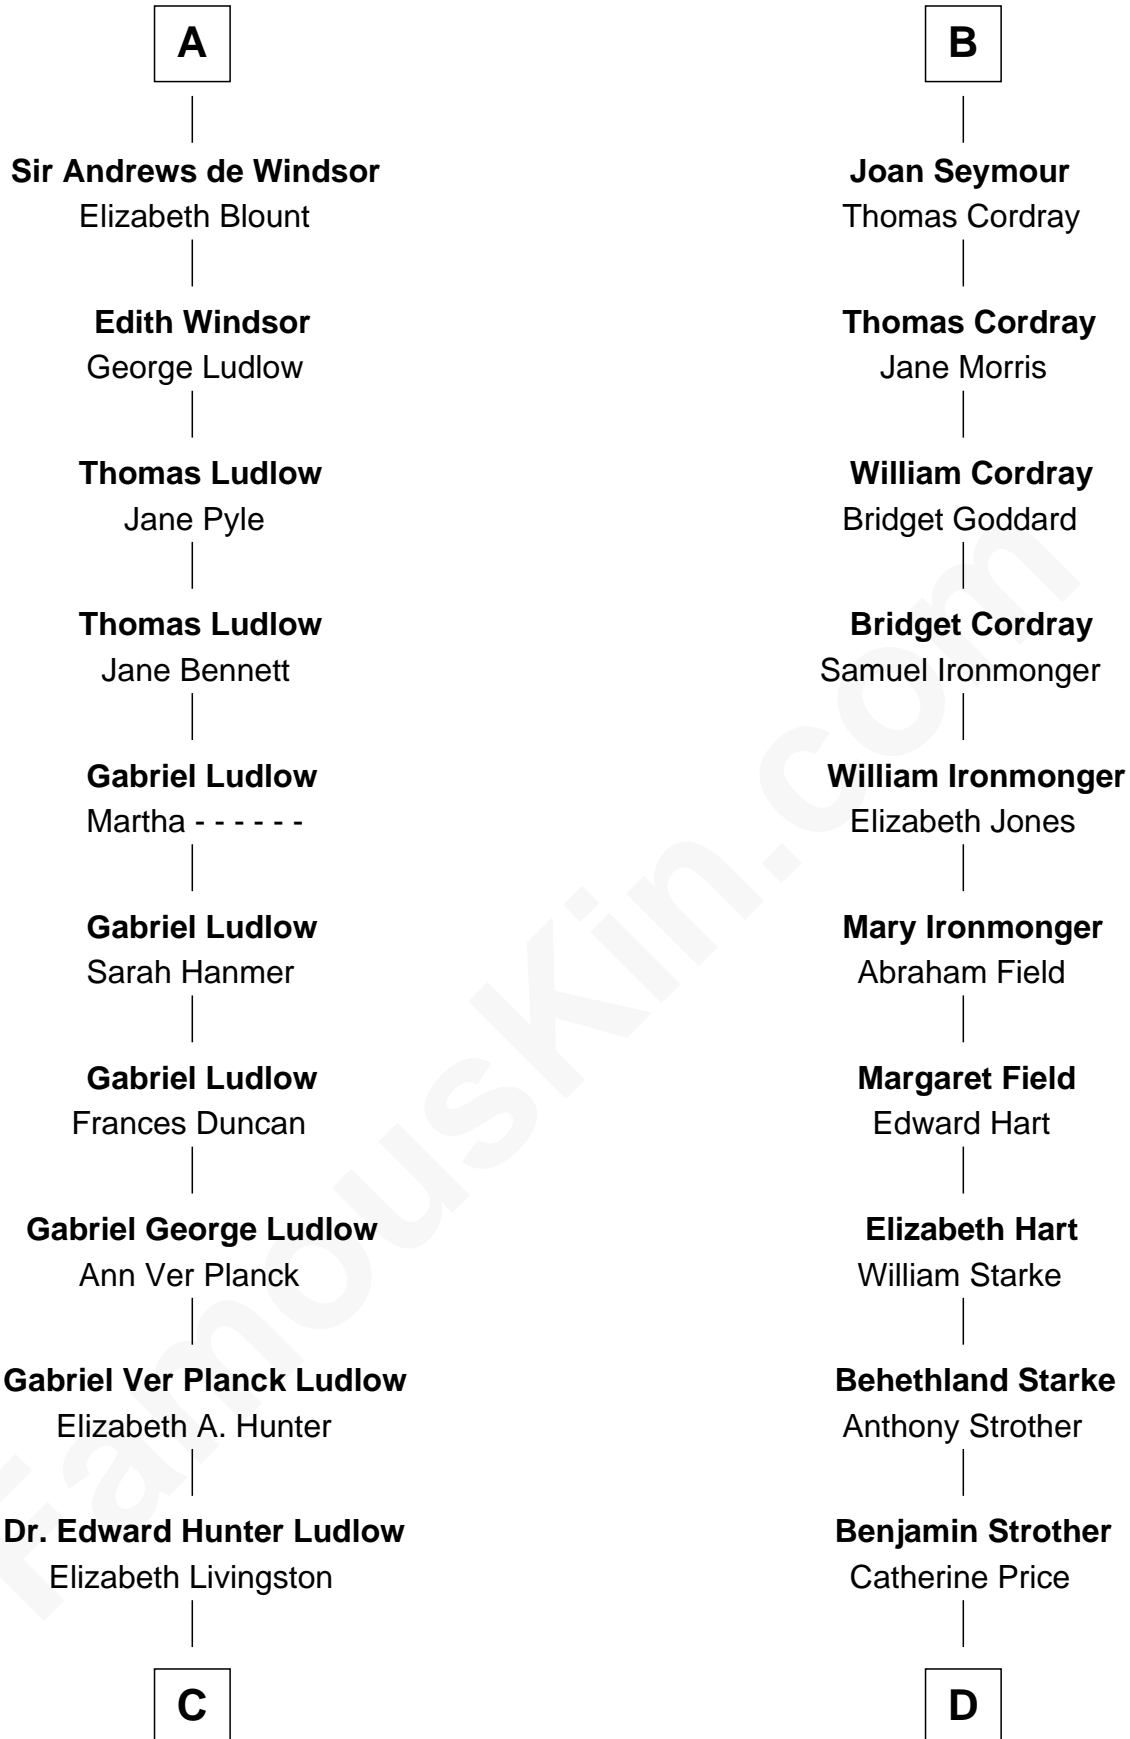 A
Sir Andrews de Windsor
Elizabeth Blount
Edith Windsor
George Ludlow
Thomas Ludlow
Jane Pyle
Thomas Ludlow
Jane Bennett
Gabriel Ludlow
Martha - - - - - -
Gabriel Ludlow
Sarah Hanmer
Gabriel Ludlow
Frances Duncan
Gabriel George Ludlow
Ann Ver Planck
Gabriel Ver Planck Ludlow
Elizabeth A. Hunter
Dr. Edward Hunter Ludlow
Elizabeth Livingston
C
B
Joan Seymour
Thomas Cordray
Thomas Cordray
Jane Morris
William Cordray
Bridget Goddard
Bridget Cordray
Samuel Ironmonger
William Ironmonger
Elizabeth Jones
Mary Ironmonger
Abraham Field
Margaret Field
Edward Hart
Elizabeth Hart
William Starke
Behethland Starke
Anthony Strother
Benjamin Strother
Catherine Price
D
FamousKin.com